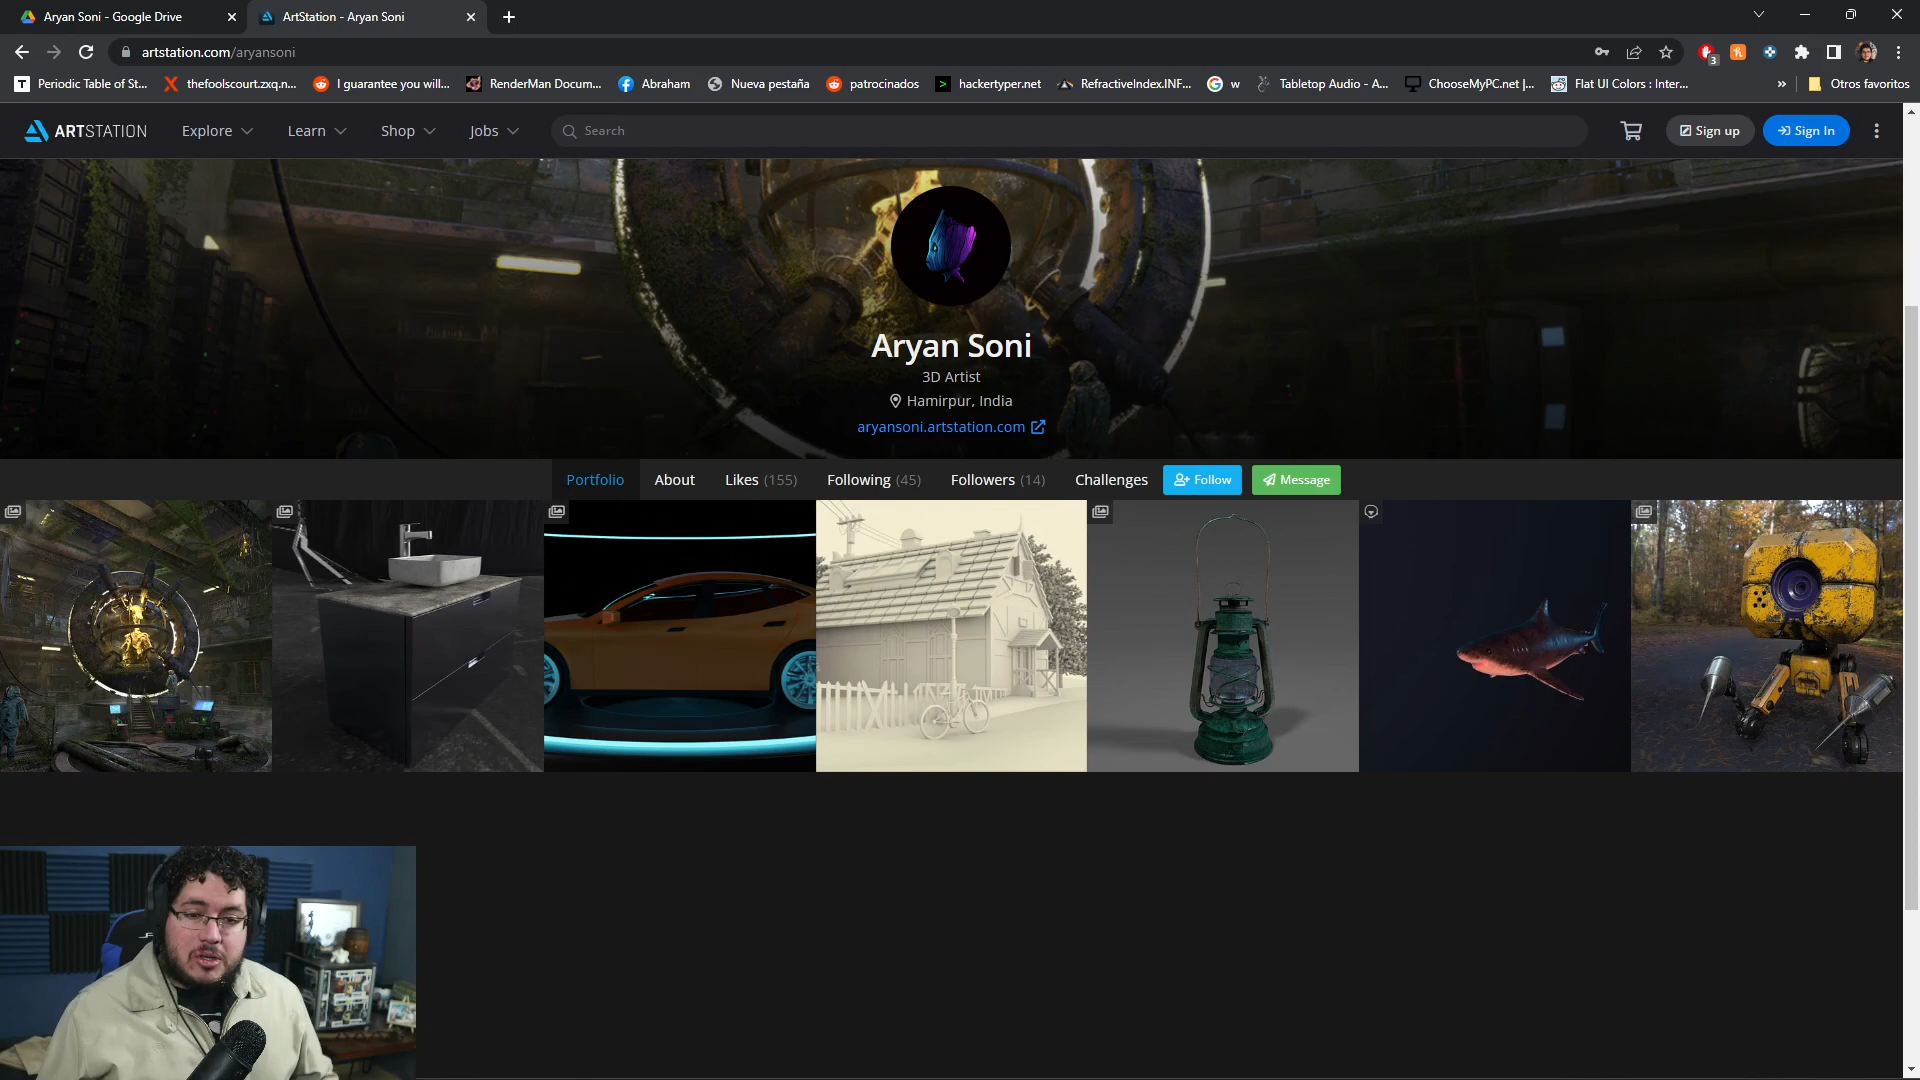 Aryan Soni - Google Drive
ArtStation - Aryan Soni
artstation.com/aryansoni
3
Periodic Table of St...
thefoolscourt.zxq.n...
I guarantee you will...
RenderMan Docum...
Abraham
Nueva pestaña
patrocinados
hackertyper.net
RefractiveIndex.INF...
w
Tabletop Audio - A...
ChooseMyPC.net |...
Flat UI Colors : Inter...
»
Otros favoritos
ARTSTATION
Explore
Learn
Shop
Jobs
Search
Sign up
Sign In
Aryan Soni
3D Artist
Hamirpur, India
aryansoni.artstation.com
Portfolio
About
Likes (155)
Following (45)
Followers (14)
Challenges
Follow
Message